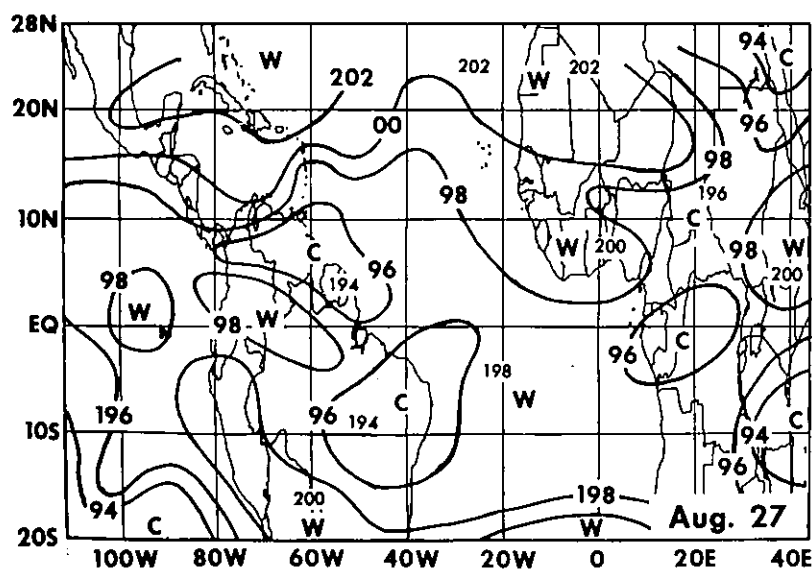 28N W 202 202 W 202 94 C
20N 00 96
98 98 196
10N C W 200 C 98 W
98 W 96 194 200
EQ 98 W 96 C
198
196 96 194 C W 94 C
10S 96
94 200 198
C W W Aug. 27
20S
100W 80W 60W 40W 20W 0 20E 40E